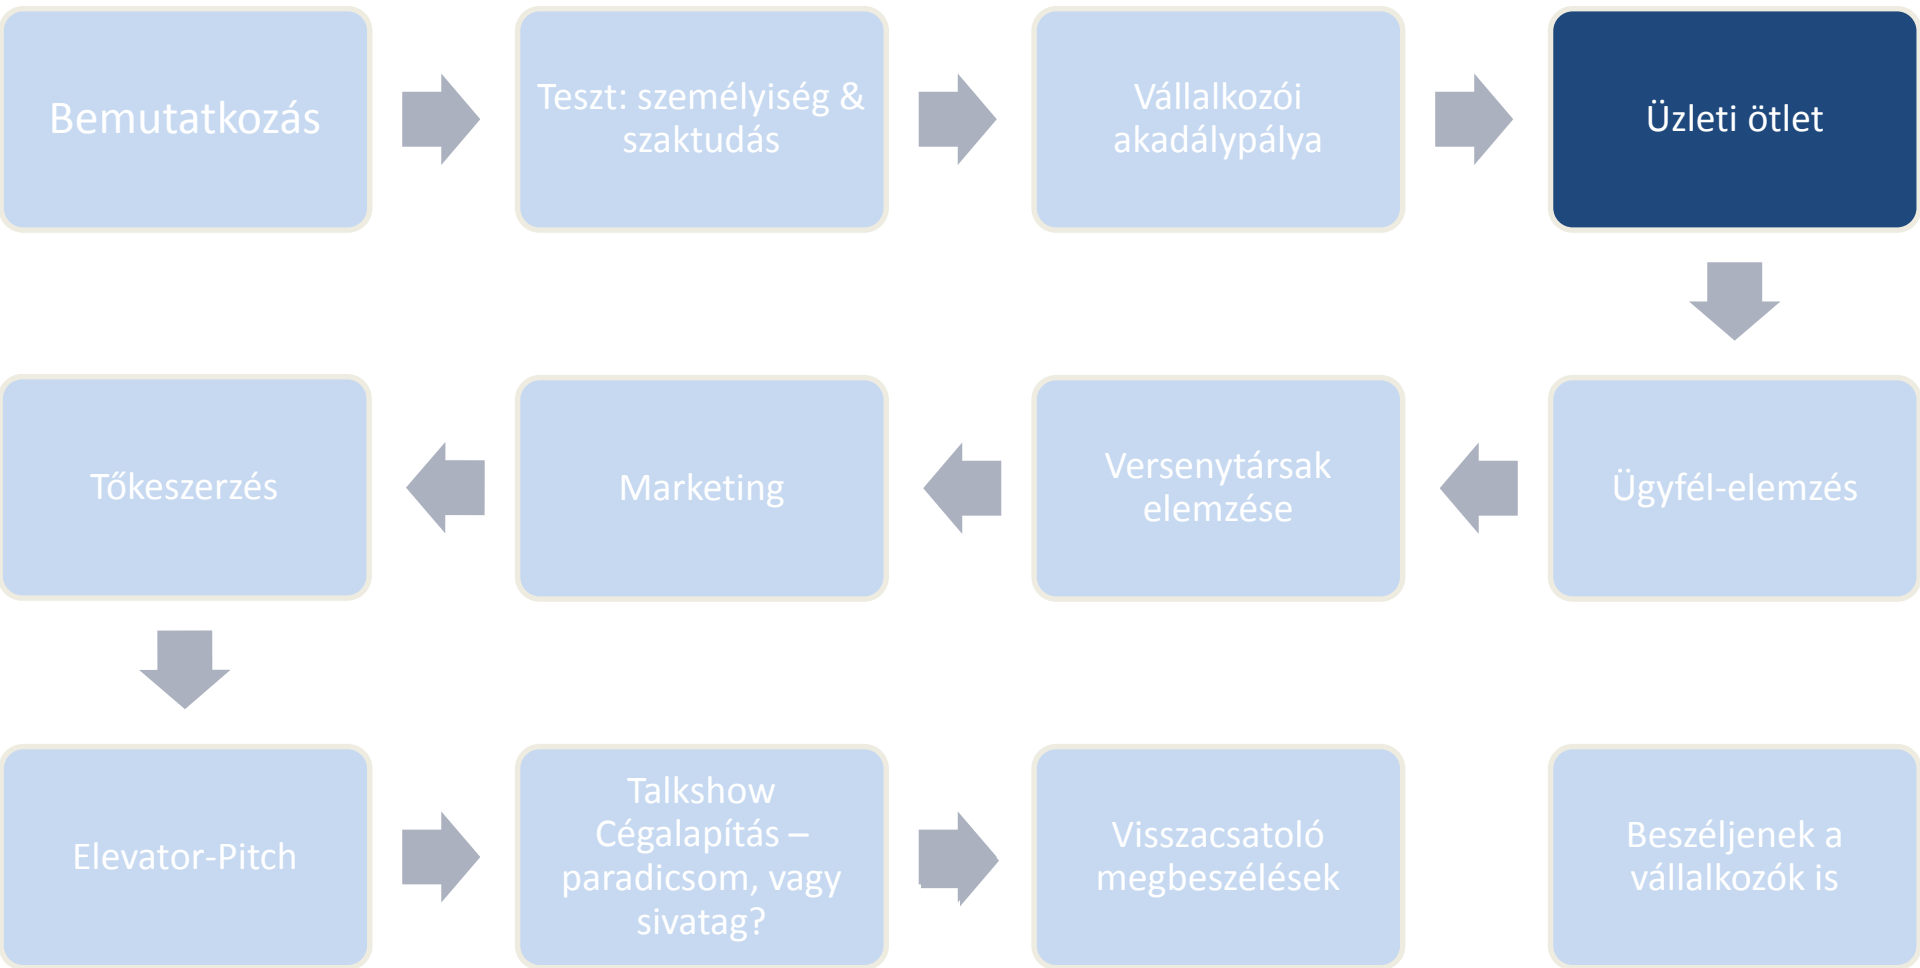 Bemutatkozás
Teszt: személyiség &
szaktudás
Vállalkozói
akadálypálya
Üzleti ötlet
Tőkeszerzés
Marketing
Versenytársak
elemzése
Ügyfél-elemzés
Elevator-Pitch
Talkshow
Cégalapítás –
paradicsom, vagy
sivatag?
Visszacsatoló
megbeszélések
Beszéljenek a
vállalkozók is